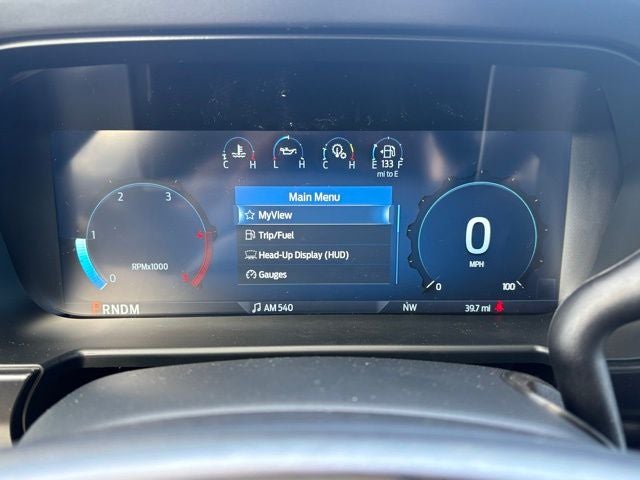 C H L H C H E F
133
mi to E
Main Menu
MyView
Trip/Fuel
Head-Up Display (HUD)
Gauges
2 3
1
0
RPMx1000
0
MPH
0 100
PRNDM
AM 540
NW
39.7 mi